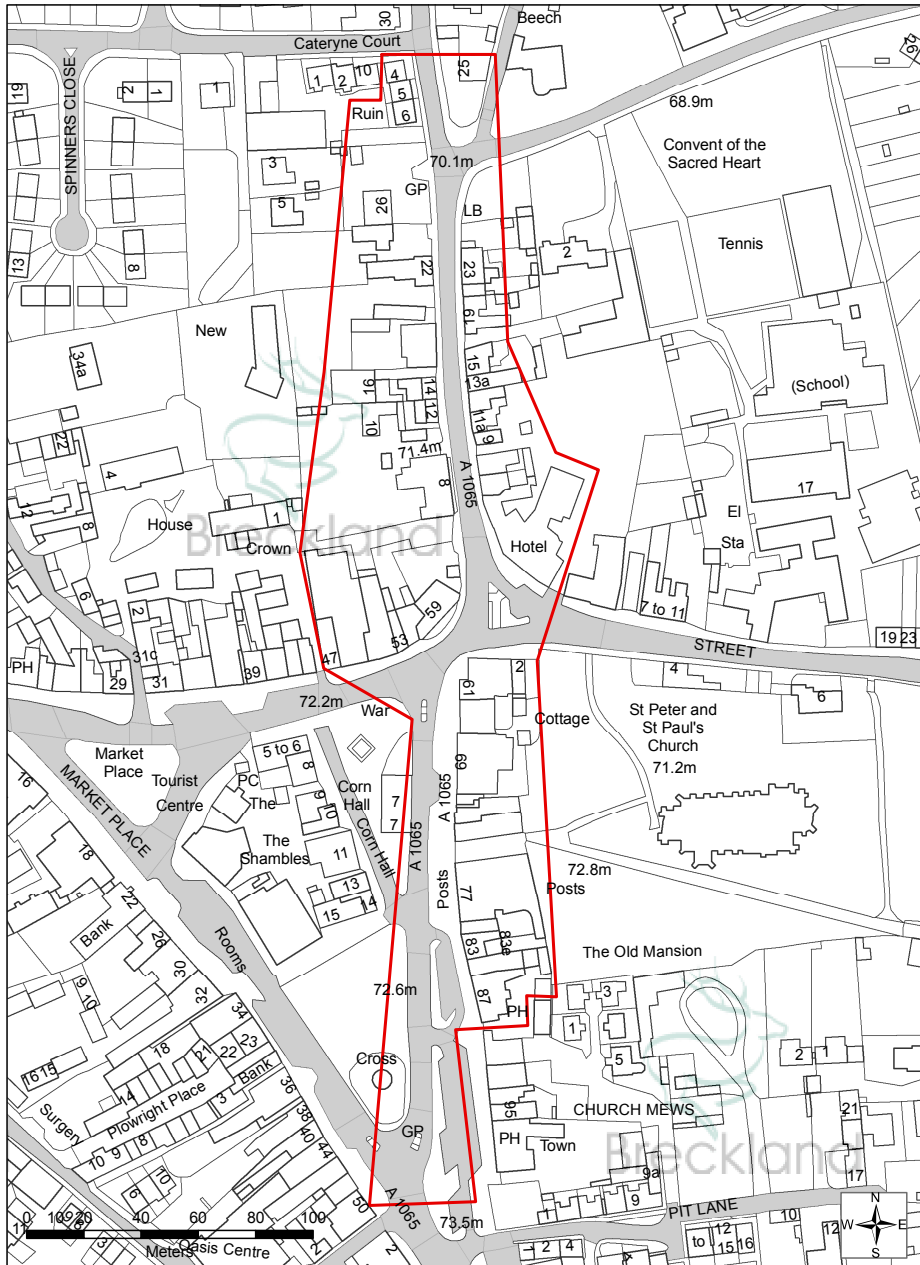 30
Beech
Cateryne Court
25
SPINNERS CLOSE
19
2
1
1
1
2
10
4
5
6
Ruin
68.9m
Convent of the
Sacred Heart
70.1m
3
5
GP
26
LB
Tennis
13
8
22
23
2
19
New
34a
15
13a
16
14
12
10
11a
9
(School)
71.4m
22
4
A 1065
8
17
12
8
House
1
Crown
Breckland
Hotel
El
Sta
6
2
59
7 to 11
53
47
39
31c
31
29
PH
STREET
19
23
72.2m
War
61
2
4
6
Cottage
St Peter and
St Paul's
Church
71.2m
Market
Place
Tourist
Centre
MARKET PLACE
16
5 to 6
8
PC
The
9
10
Corn
Hall
Corn Hall
7
7
A 1065
A 1065
69
The
Shambles
11
13
14
15
18
22
Bank
26
30
32
34
Rooms
Posts
77
72.8m
Posts
83
83e
87
The Old Mansion
72.6m
PH
3
1
5
9
10
Cross
16
15
18
14
21
22
23
Bank
Plowright Place
3
36
38
40
44
Surgery
10
9
8
6
10
GP
95
PH
Town
CHURCH MEWS
2
1
21
17
Breckland
9a
9
1
PIT LANE
50
A 1065
73.5m
2
2
1
2
4
4
to
12
15
16
10
12
11
3
Oasis Centre
0
10
20
40
60
80
100
Meters
N
W
E
S